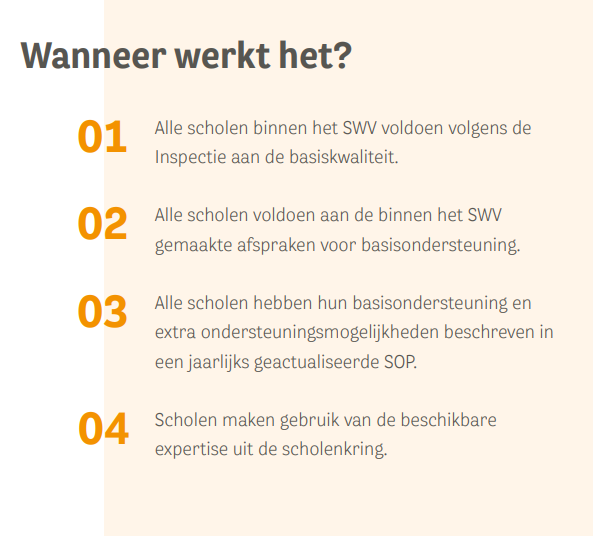 Wanneer werkt het?
01
Alle scholen binnen het SWV voldoen volgens de
Inspectie aan de basiskwaliteit.
02
Alle scholen voldoen aan de binnen het SWV
gemaakte afspraken voor basisondersteuning.
03
Alle scholen hebben hun basisondersteuning en
extra ondersteuningsmogelijkheden beschreven in
een jaarlijks geactualiseerde SOP.
04
Scholen maken gebruik van de beschikbare
expertise uit de scholenkring.